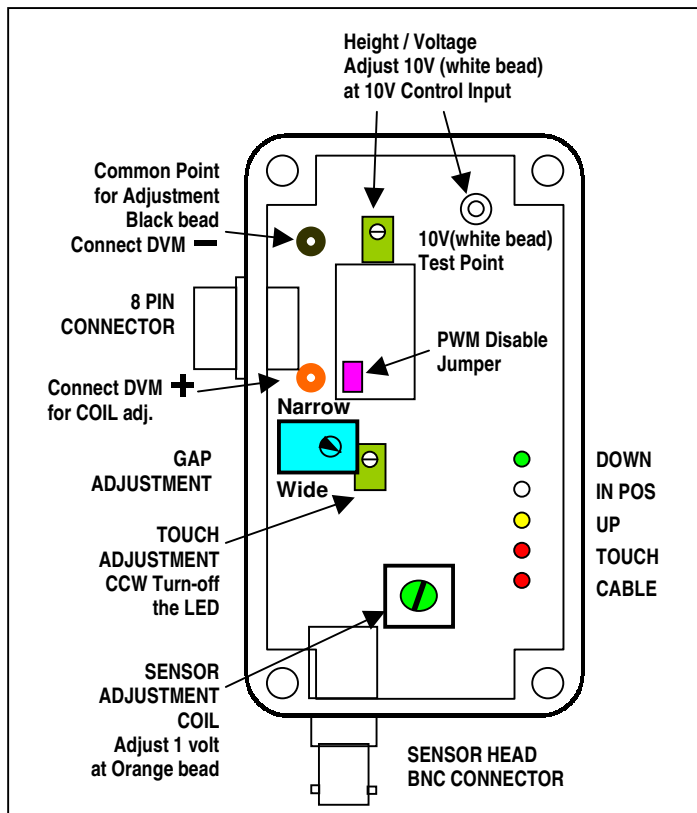 Height / Voltage
Adjust 10V (white bead)
at 10V Control Input
Common Point
for Adjustment
Black bead
Connect DVM –
10V(white bead)
Test Point
8 PIN
CONNECTOR
PWM Disable
Jumper
Connect DVM +
for COIL adj.
Narrow
GAP
ADJUSTMENT
Wide
DOWN
IN POS
UP
TOUCH
CABLE
TOUCH
ADJUSTMENT
CCW Turn-off
the LED
SENSOR
ADJUSTMENT
COIL
Adjust 1 volt
at Orange bead
SENSOR HEAD
BNC CONNECTOR